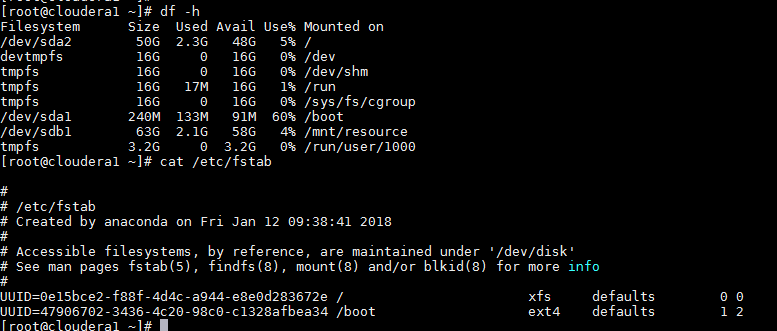 [root@cloudera1 ~]#
[root@cloudera1 ~]# df -h
Filesystem      Size  Used Avail Use% Mounted on
/dev/sda2        50G  2.3G   48G   5% /
devtmpfs         16G     0   16G   0% /dev
tmpfs            16G     0   16G   0% /dev/shm
tmpfs            16G   17M   16G   1% /run
tmpfs            16G     0   16G   0% /sys/fs/cgroup
/dev/sda1       240M  133M   91M  60% /boot
/dev/sdb1        63G  2.1G   58G   4% /mnt/resource
tmpfs           3.2G     0  3.2G   0% /run/user/1000
[root@cloudera1 ~]# cat /etc/fstab
#
# /etc/fstab
# Created by anaconda on Fri Jan 12 09:38:41 2018
#
# Accessible filesystems, by reference, are maintained under '/dev/disk'
# See man pages fstab(5), findfs(8), mount(8) and/or blkid(8) for more info
#
UUID=0e15bce2-f88f-4d4c-a944-e8e0d283672e /                       xfs     defaults        0 0
UUID=47906702-3436-4c20-98c0-c1328afbea34 /boot                   ext4    defaults        1 2
[root@cloudera1 ~]#